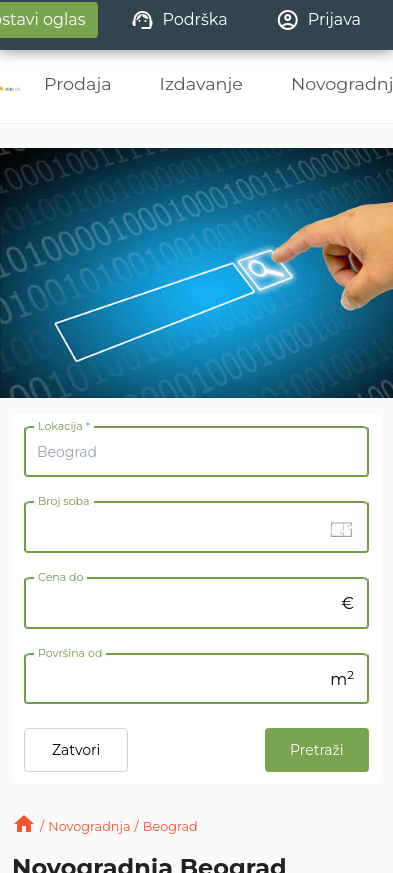 ostavi oglas Podrška Prijava
Prodaja Izdavanje Novogradnj
Lokacija *
Beograd
Broj soba
Cena do
€
Površina od
m²
Zatvori Pretraži
/ Novogradnja / Beograd
Novogradnja Beograd